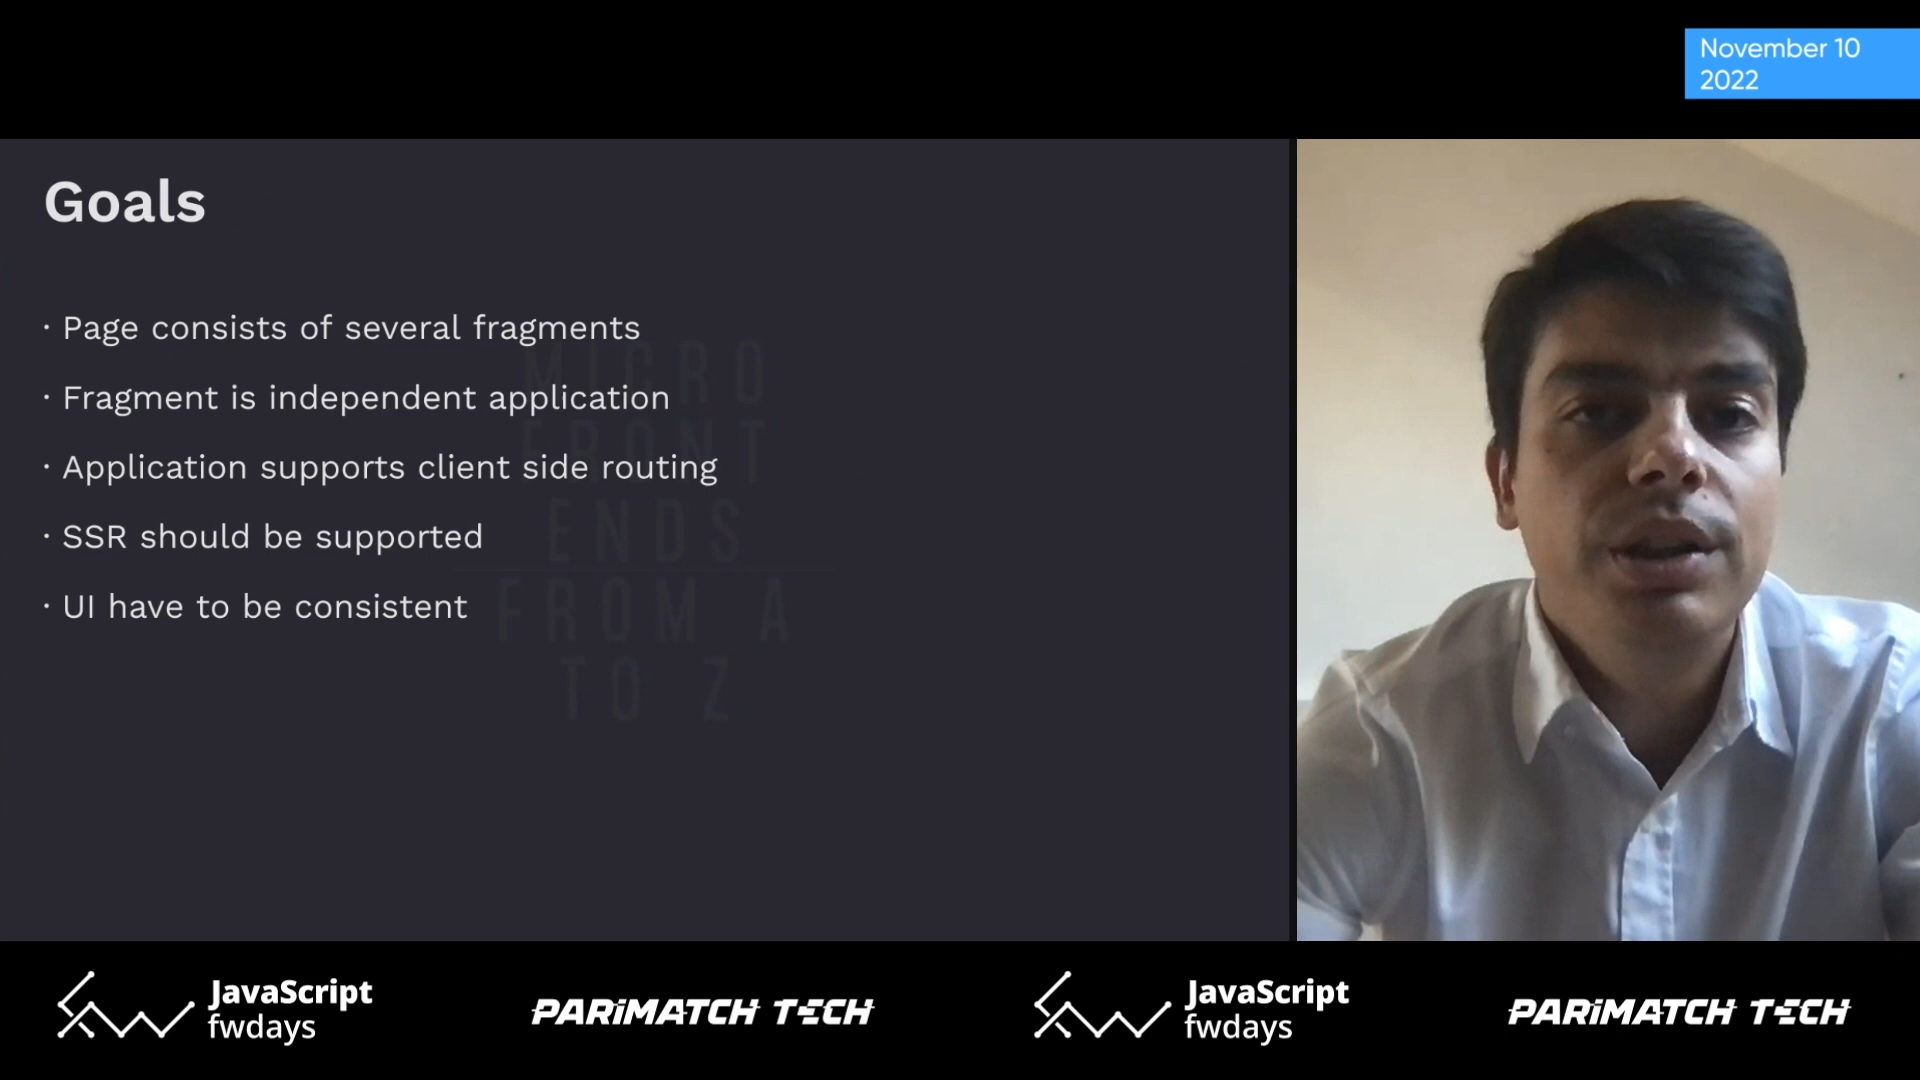 November 10
2022
Goals
· Page consists of several fragments
· Fragment is independent application
· Application supports client side routing
· SSR should be supported
· UI have to be consistent
MICRO
FRONT
ENDS
FROM A
TO Z
JavaScript
fwdays
PARIMATCH TECH
JavaScript
fwdays
PARIMATCH TECH